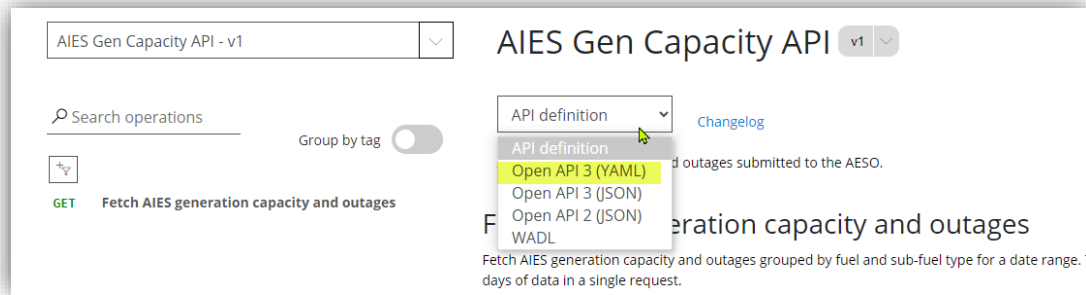 AIES Gen Capacity API - v1
Search operations
Group by tag
GET Fetch AIES generation capacity and outages
AIES Gen Capacity API v1
API definition
Changelog
API definition
Open API 3 (YAML)
Open API 3 (JSON)
Open API 2 (JSON)
WADL
outages submitted to the AESO.
F eration capacity and outages
Fetch AIES generation capacity and outages grouped by fuel and sub-fuel type for a date range.
days of data in a single request.